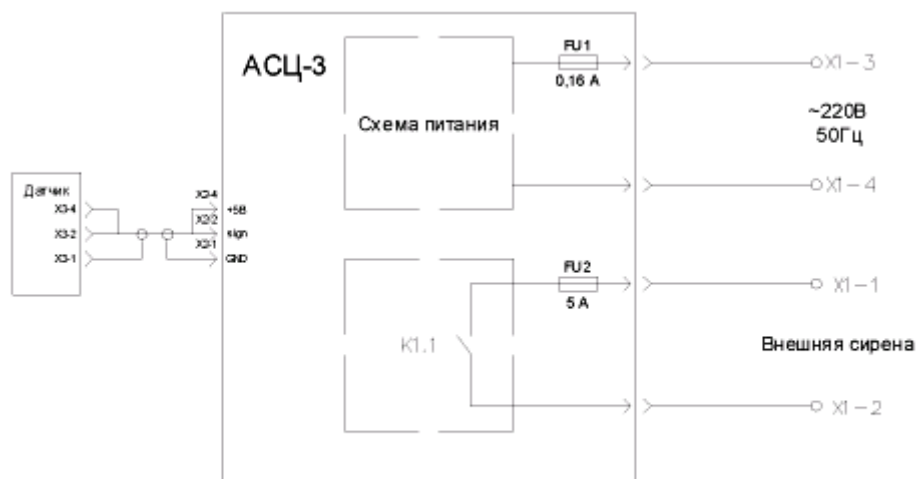 АСЦ-3
FU1
0,16 А
X1-3
Схема питания
~220В
50Гц
X1-4
Датчик
X3-4
X3-2
X3-1
X2-4
+5В
X2/2
sign
X2-1
GND
FU2
5 А
X1-1
K1.1
Внешняя сирена
X1-2